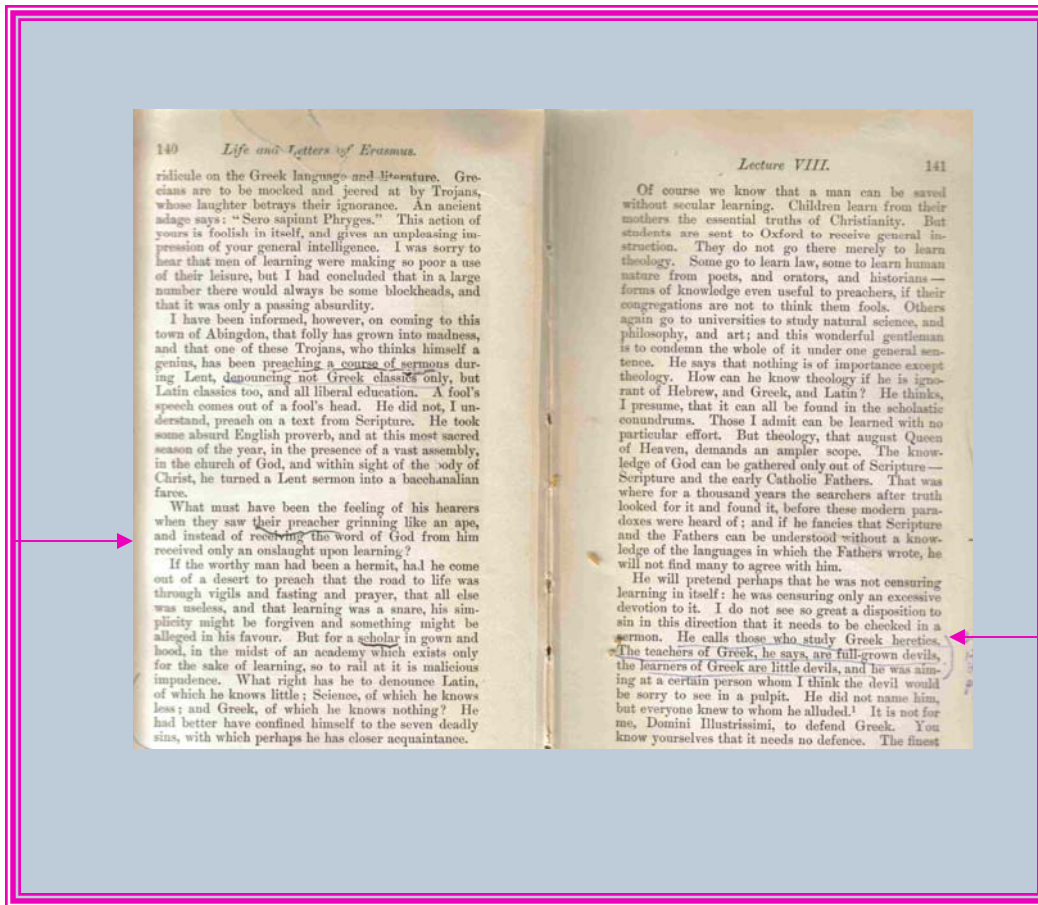 140 Life and Letters of Erasmus.
ridicule on the Greek language and literature. Gre-
cians are to be mocked and jeered at by Trojans,
whose laughter betrays their ignorance. An ancient
adage says: “Sero sapiunt Phryges.” This action of
yours is foolish in itself, and gives an unpleasing im-
pression of your general intelligence. I was sorry to
hear that men of learning were making so poor a use
of their leisure, but I had concluded that in a large
number there would always be some blockheads, and
that it was only a passing absurdity.
I have been informed, however, on coming to this
town of Abingdon, that folly has grown into madness,
and that one of these Trojans, who thinks himself a
genius, has been preaching a course of sermons dur-
ing Lent, denouncing not Greek classics only, but
Latin classics too, and all liberal education. A fool's
speech comes out of a fool's head. He did not, I un-
derstand, preach on a text from Scripture. He took
some absurd English proverb, and at this most sacred
season of the year, in the presence of a vast assembly,
in the church of God, and within sight of the body of
Christ, he turned a Lent sermon into a bacchanalian
farce.
What must have been the feeling of his hearers
when they saw their preacher grinning like an ape,
and instead of receiving the word of God from him
received only an onslaught upon learning?
If the worthy man had been a hermit, had he come
out of a desert to preach that the road to life was
through vigils and fasting and prayer, that all else
was useless, and that learning was a snare, his sim-
plicity might be forgiven and something might be
alleged in his favour. But for a scholar in gown and
hood, in the midst of an academy which exists only
for the sake of learning, so to rail at it is malicious
impudence. What right has he to denounce Latin,
of which he knows little; Science, of which he knows
less; and Greek, of which he knows nothing? He
had better have confined himself to the seven deadly
sins, with which perhaps he has closer acquaintance.
Lecture VIII. 141
Of course we know that a man can be saved
without secular learning. Children learn from their
mothers the essential truths of Christianity. But
students are sent to Oxford to receive general in-
struction. They do not go there merely to learn
theology. Some go to learn law, some to learn human
nature from poets, and orators, and historians—
forms of knowledge even useful to preachers, if their
congregations are not to think them fools. Others
again go to universities to study natural science, and
philosophy, and art; and this wonderful gentleman
is to condemn the whole of it under one general sen-
tence. He says that nothing is of importance except
theology. How can he know theology if he is igno-
rant of Hebrew, and Greek, and Latin? He thinks,
I presume, that it can all be found in the scholastic
conundrums. Those I admit can be learned with no
particular effort. But theology, that august Queen
of Heaven, demands an ampler scope. The know-
ledge of God can be gathered only out of Scripture—
Scripture and the early Catholic Fathers. That was
where for a thousand years the searchers after truth
looked for it and found it, before these modern para-
doxes were heard of; and if he fancies that Scripture
and the Fathers can be understood without a know-
ledge of the languages in which the Fathers wrote, he
will not find many to agree with him.
He will pretend perhaps that he was not censuring
learning in itself: he was censuring only an excessive
devotion to it. I do not see so great a disposition to
sin in this direction that it needs to be checked in a
sermon. He calls those who study Greek heretics.
The teachers of Greek, he says, are full-grown devils,
the learners of Greek are little devils, and he was aim-
ing at a certain person whom I think the devil would
be sorry to see in a pulpit. He did not name him,
but everyone knew to whom he alluded.¹ It is not for
me, Domini Illustrissimi, to defend Greek. You
know yourselves that it needs no defence. The finest